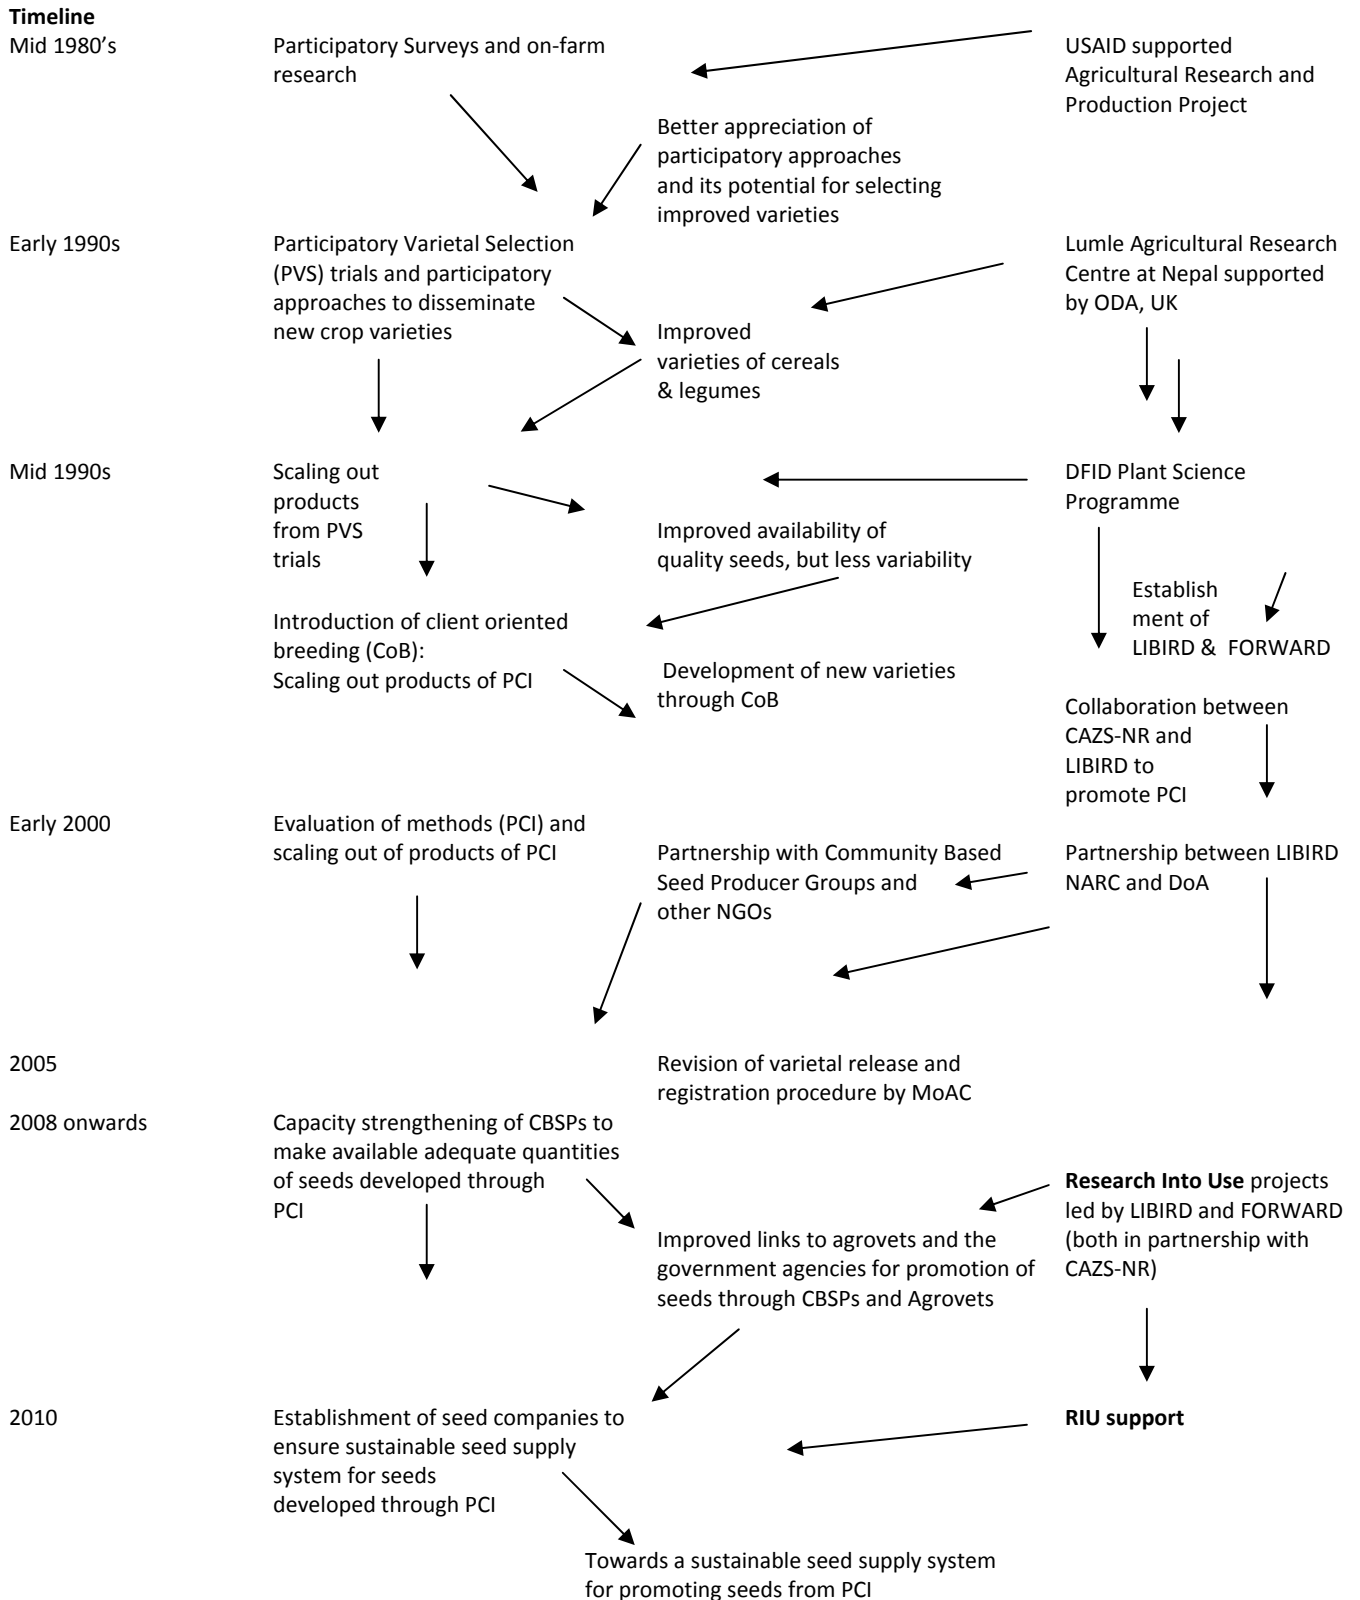 Timeline
Mid 1980’s
Participatory Surveys and on-farm
research
USAID supported
Agricultural Research and
Production Project
Better appreciation of
participatory approaches
and its potential for selecting
improved varieties
Early 1990s
Participatory Varietal Selection
(PVS) trials and participatory
approaches to disseminate
new crop varieties
Lumle Agricultural Research
Centre at Nepal supported
by ODA, UK
Improved
varieties of cereals
& legumes
Mid 1990s
Scaling out
products
from PVS
trials
DFID Plant Science
Programme
Improved availability of
quality seeds, but less variability
Establish
ment of
LIBIRD & FORWARD
Introduction of client oriented
breeding (CoB):
Scaling out products of PCI
Development of new varieties
through CoB
Collaboration between
CAZS-NR and
LIBIRD to
promote PCI
Early 2000
Evaluation of methods (PCI) and
scaling out of products of PCI
Partnership with Community Based
Seed Producer Groups and
other NGOs
Partnership between LIBIRD
NARC and DoA
2005
Revision of varietal release and
registration procedure by MoAC
2008 onwards
Capacity strengthening of CBSPs to
make available adequate quantities
of seeds developed through
PCI
Research Into Use projects
led by LIBIRD and FORWARD
(both in partnership with
CAZS-NR)
Improved links to agrovets and the
government agencies for promotion of
seeds through CBSPs and Agrovets
2010
Establishment of seed companies to
ensure sustainable seed supply
system for seeds
developed through PCI
RIU support
Towards a sustainable seed supply system
for promoting seeds from PCI